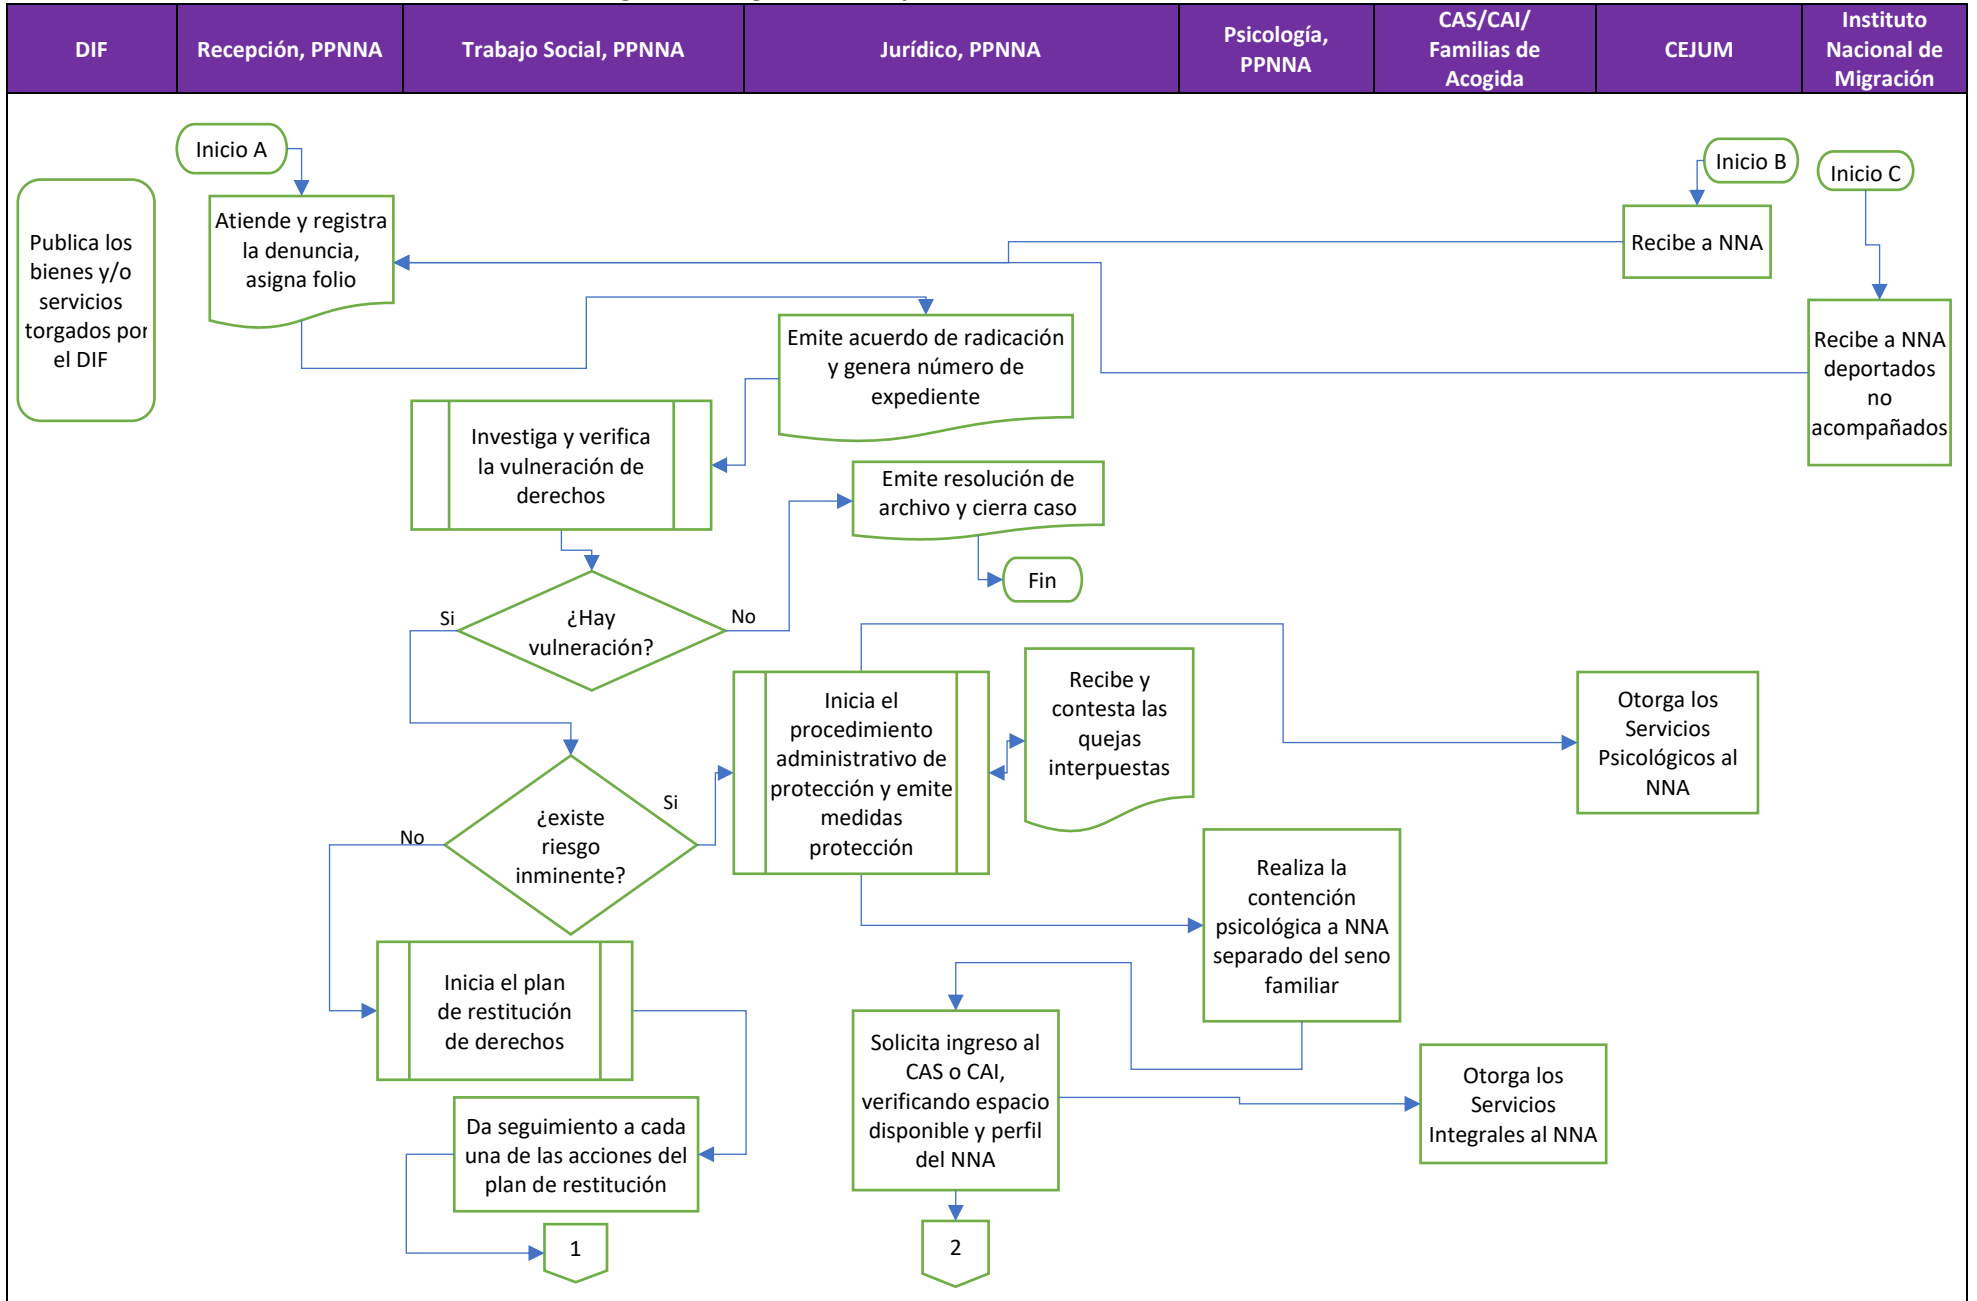 DIF
Recepción, PPNNA
Trabajo Social, PPNNA
Jurídico, PPNNA
Psicología,
PPNNA
CAS/CAI/
Familias de
Acogida
CEJUM
Instituto
Nacional de
Migración
Inicio A
Inicio B
Inicio C
Publica los
bienes y/o
servicios
torgados por
el DIF
Atiende y registra
la denuncia,
asigna folio
Recibe a NNA
Recibe a NNA
deportados
no
acompañados
Emite acuerdo de radicación
y genera número de
expediente
Investiga y verifica
la vulneración de
derechos
Emite resolución de
archivo y cierra caso
Fin
¿Hay
vulneración?
Si
No
Inicia el
procedimiento
administrativo de
protección y emite
medidas
protección
Recibe y
contesta las
quejas
interpuestas
Otorga los
Servicios
Psicológicos al
NNA
¿existe
riesgo
inminente?
Si
No
Realiza la
contención
psicológica a NNA
separado del seno
familiar
Inicia el plan
de restitución
de derechos
Solicita ingreso al
CAS o CAI,
verificando espacio
disponible y perfil
del NNA
Otorga los
Servicios
Integrales al NNA
Da seguimiento a cada
una de las acciones del
plan de restitución
1
2